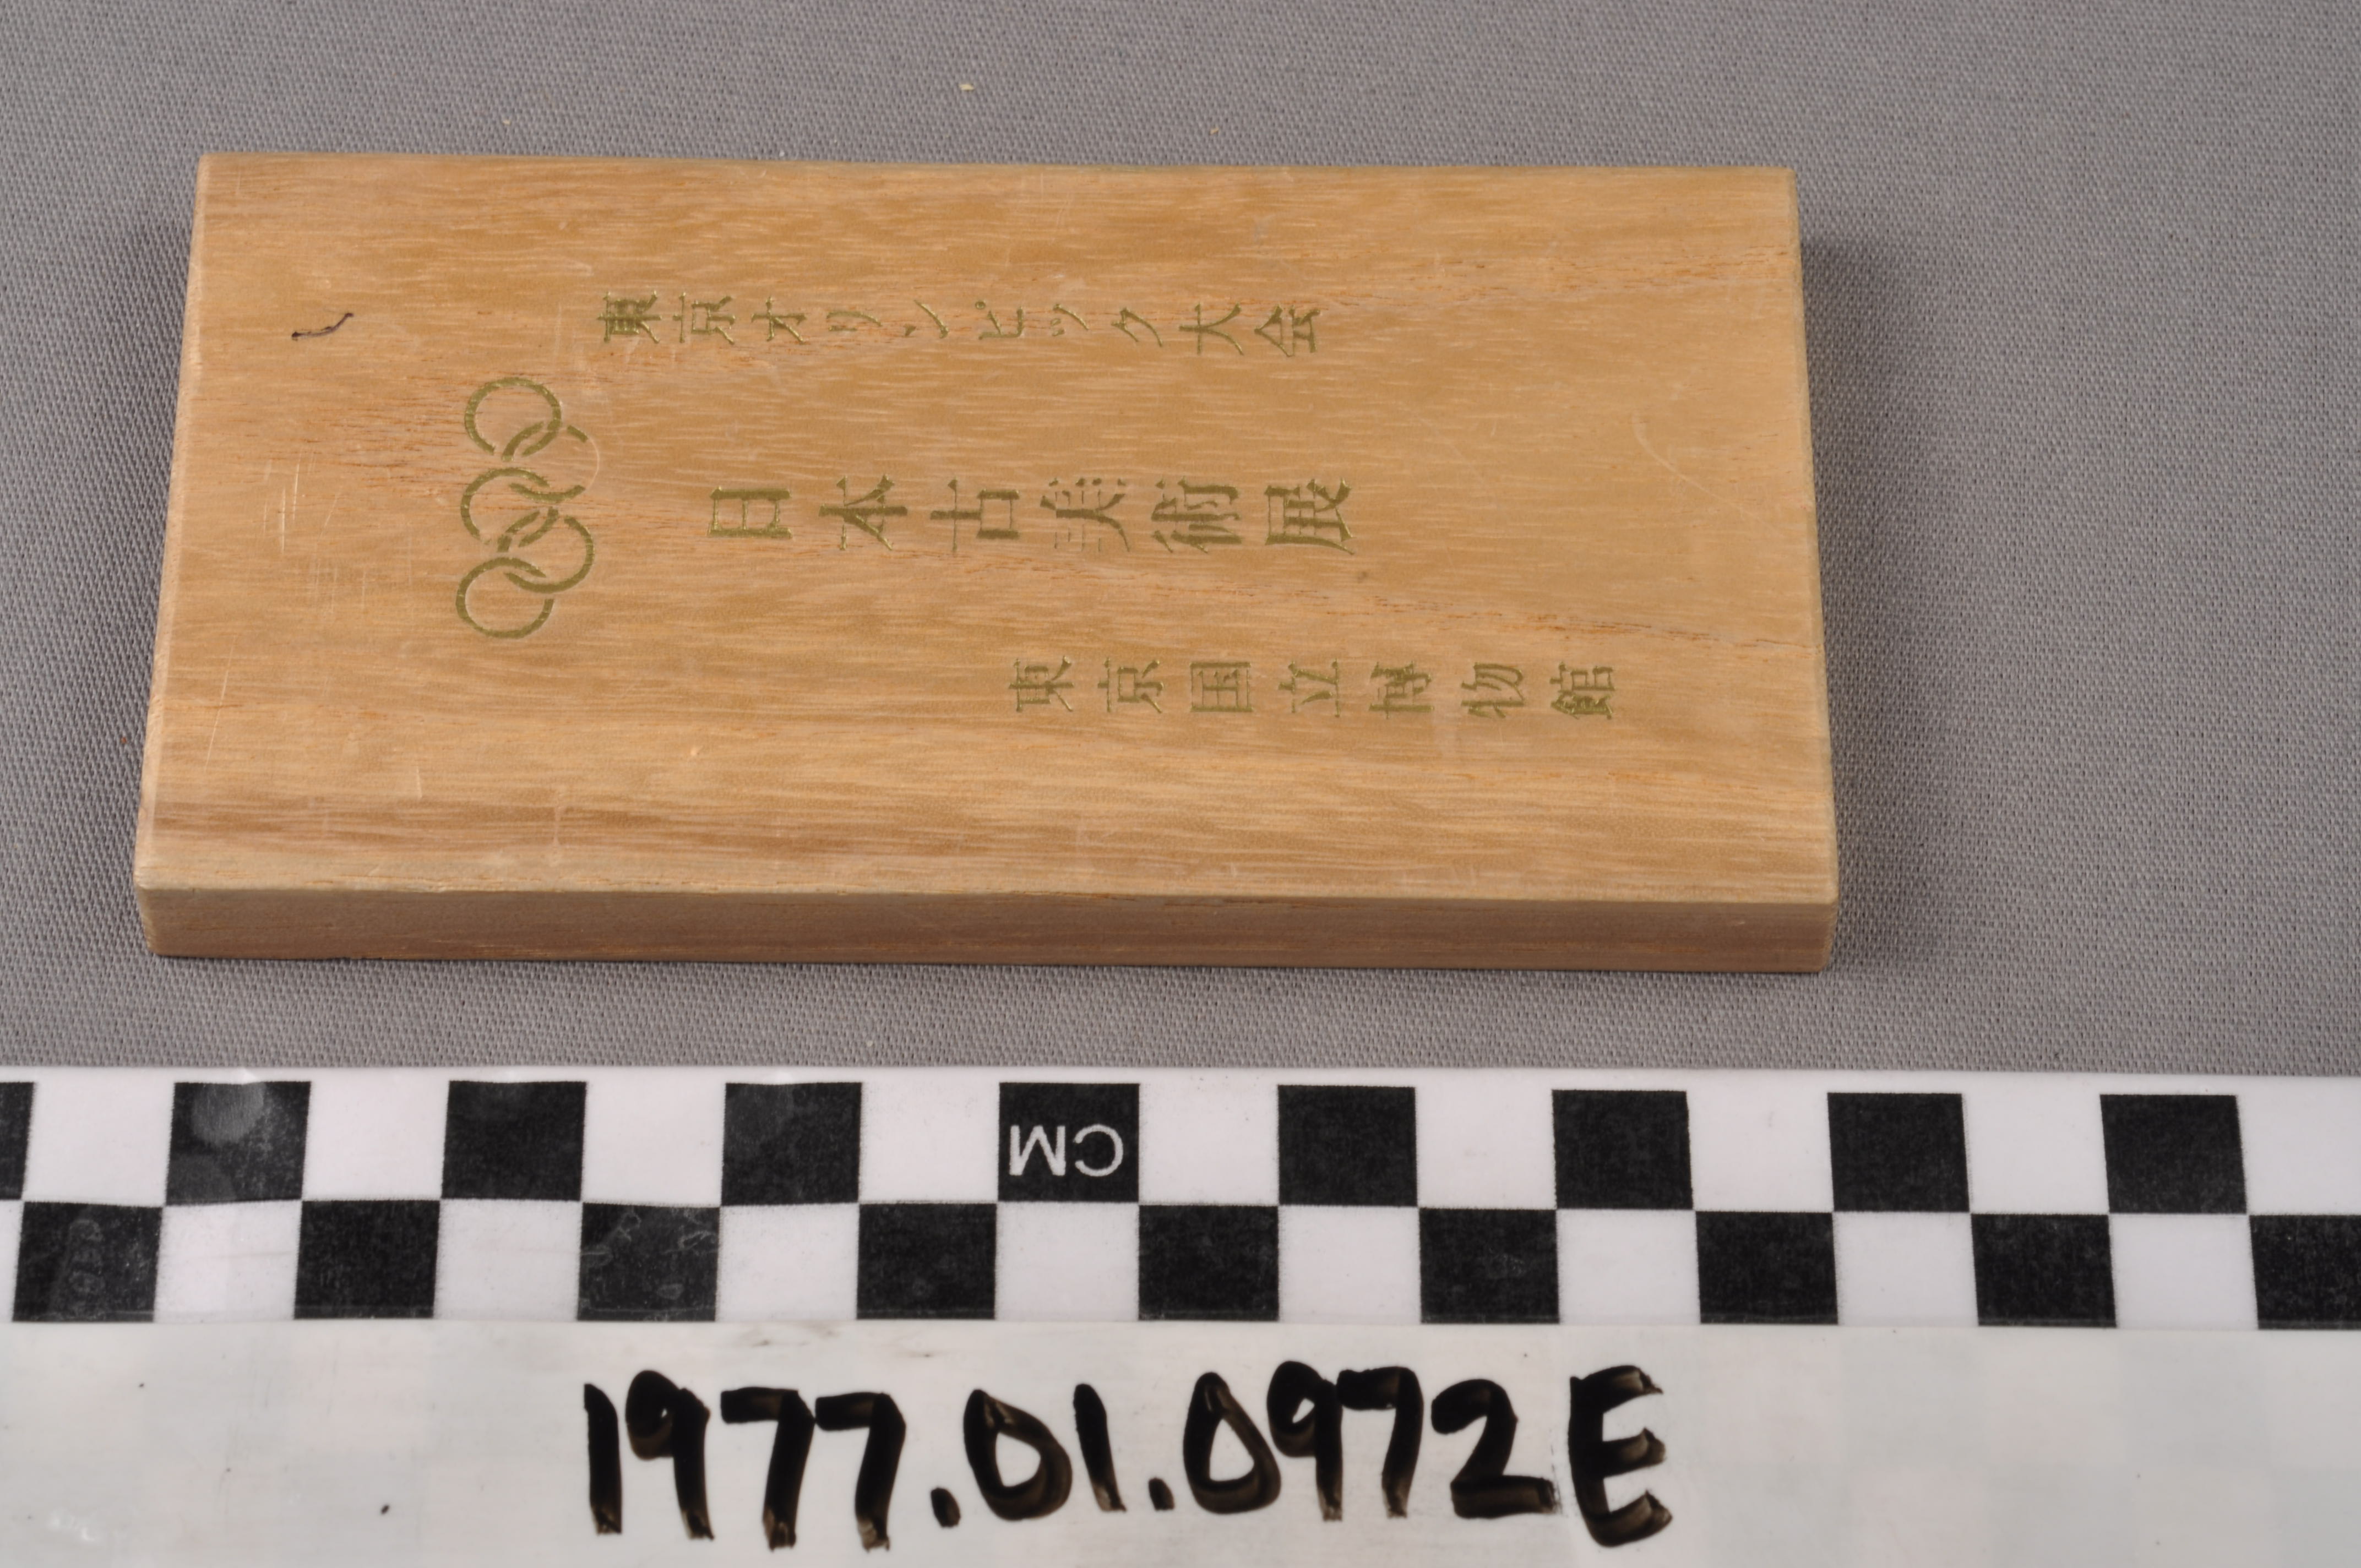 東京オリンピック大会
日本古美術展
東京国立博物館
CM
1977.01.0972E